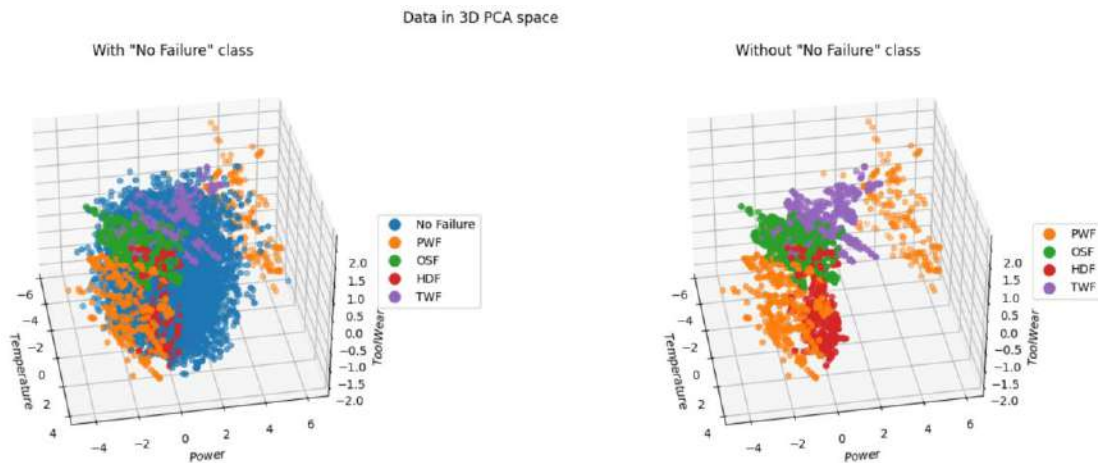 Data in 3D PCA space
With "No Failure" class
−6
−4
−2
0
2
4
Temperature
−4
−2
0
2
4
6
Power
2.0
1.5
1.0
0.5
0.0
−0.5
−1.0
−1.5
−2.0
ToolWear
No Failure
PWF
OSF
HDF
TWF
Without "No Failure" class
−6
−4
−2
0
2
4
Temperature
−4
−2
0
2
4
6
Power
2.0
1.5
1.0
0.5
0.0
−0.5
−1.0
−1.5
−2.0
ToolWear
PWF
OSF
HDF
TWF